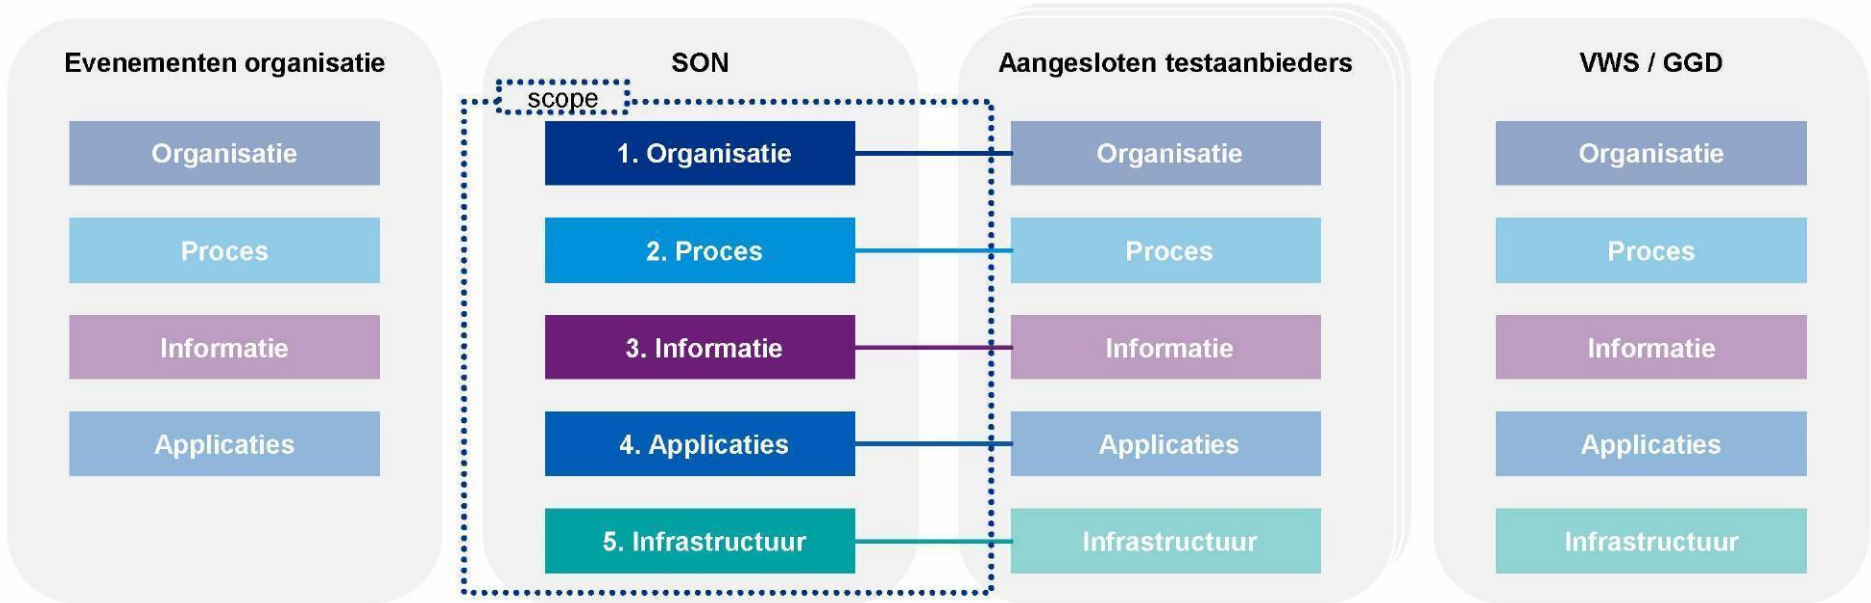 Evenementen organisatie
Organisatie
Proces
Informatie
Applicaties
SON
scope
1. Organisatie
2. Proces
3. Informatie
4. Applicaties
5. Infrastructuur
Aangesloten testaanbieders
Organisatie
Proces
Informatie
Applicaties
Infrastructuur
VWS / GGD
Organisatie
Proces
Informatie
Applicaties
Infrastructuur